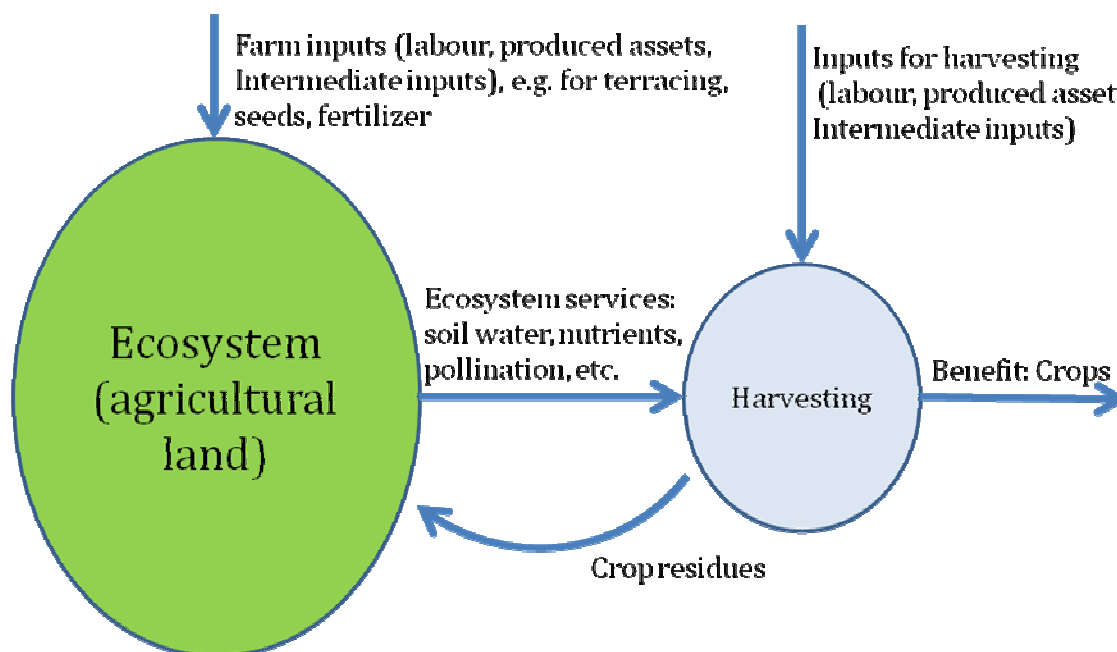 Farm inputs (labour, produced assets,
Intermediate inputs), e.g. for terracing,
seeds, fertilizer
Inputs for harvesting
(labour, produced asset
Intermediate inputs)
Ecosystem
(agricultural
land)
Ecosystem services:
soil water, nutrients,
pollination, etc.
Harvesting
Benefit: Crops
Crop residues